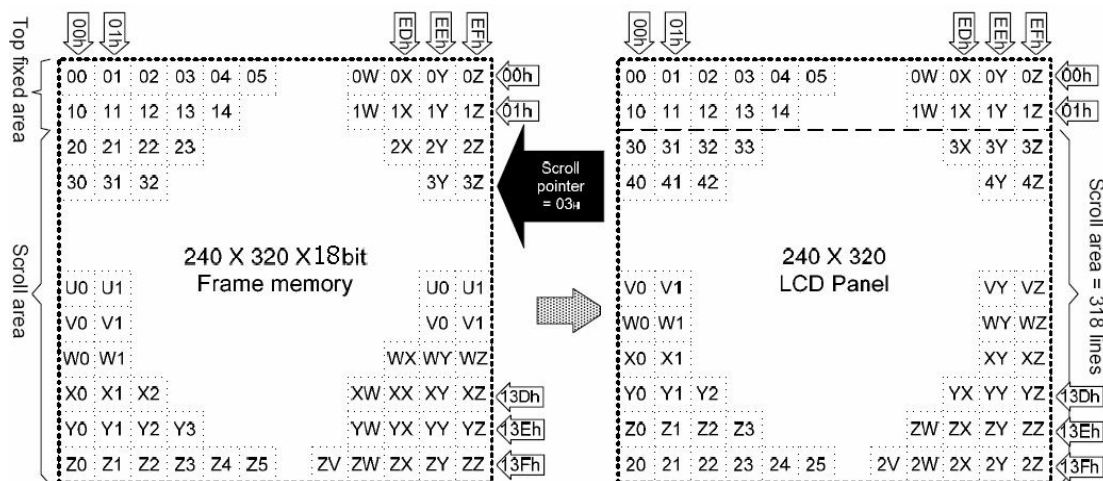 00h 01h EDh EEh EFh
00 01 02 03 04 05 0W 0X 0Y 0Z 00h
10 11 12 13 14 1W 1X 1Y 1Z 01h
20 21 22 23 2X 2Y 2Z
30 31 32 3Y 3Z
240 X 320 X18bit
Frame memory
U0 U1 U0 U1
V0 V1 V0 V1
W0 W1 WX WY WZ
X0 X1 X2 XW XX XY XZ 13Dh
Y0 Y1 Y2 Y3 YW YX YY YZ 13Eh
Z0 Z1 Z2 Z3 Z4 Z5 ZV ZW ZX ZY ZZ 13Fh
Top fixed area
Scroll area
Scroll
pointer
= 03H
00h 01h EDh EEh EFh
00 01 02 03 04 05 0W 0X 0Y 0Z 00h
10 11 12 13 14 1W 1X 1Y 1Z 01h
30 31 32 33 3X 3Y 3Z
40 41 42 4Y 4Z
240 X 320
LCD Panel
V0 V1 VY VZ
W0 W1 WY WZ
X0 X1 XY XZ
Y0 Y1 Y2 YX YY YZ 13Dh
Z0 Z1 Z2 Z3 ZW ZX ZY ZZ 13Eh
20 21 22 23 24 25 2V 2W 2X 2Y 2Z 13Fh
Scroll area = 318 lines